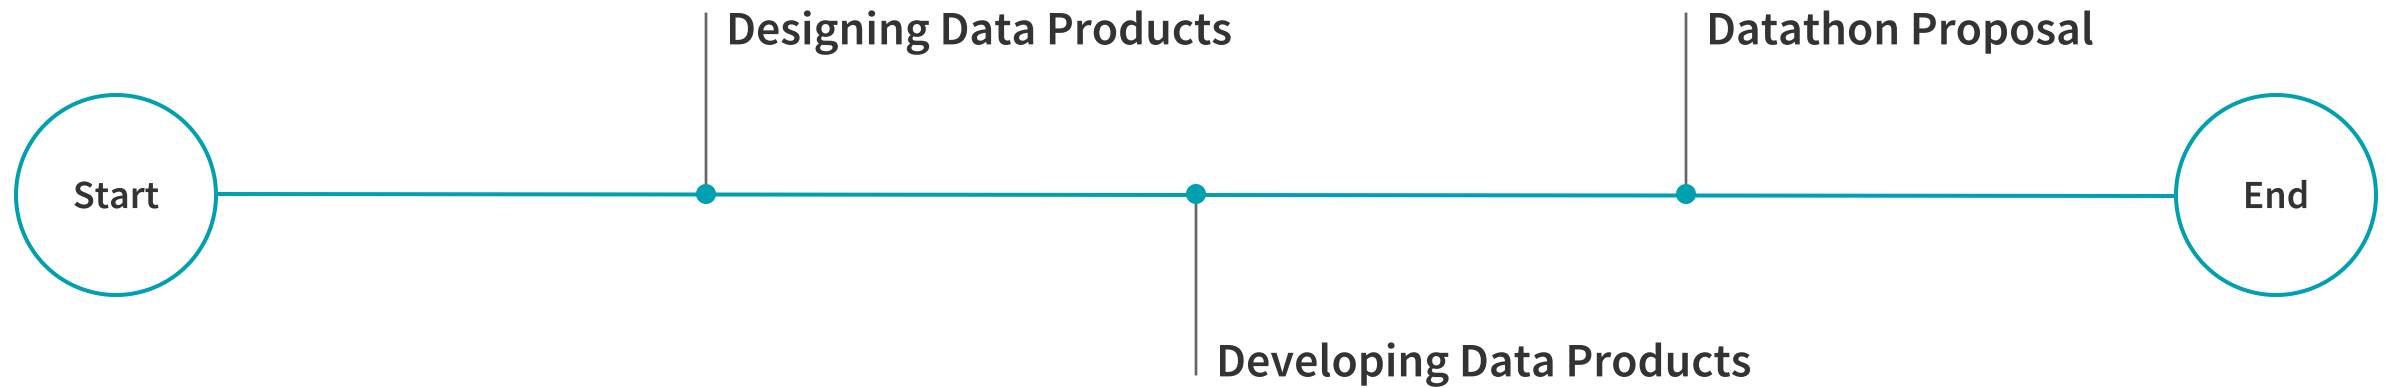 Start
Designing Data Products
Developing Data Products
Datathon Proposal
End